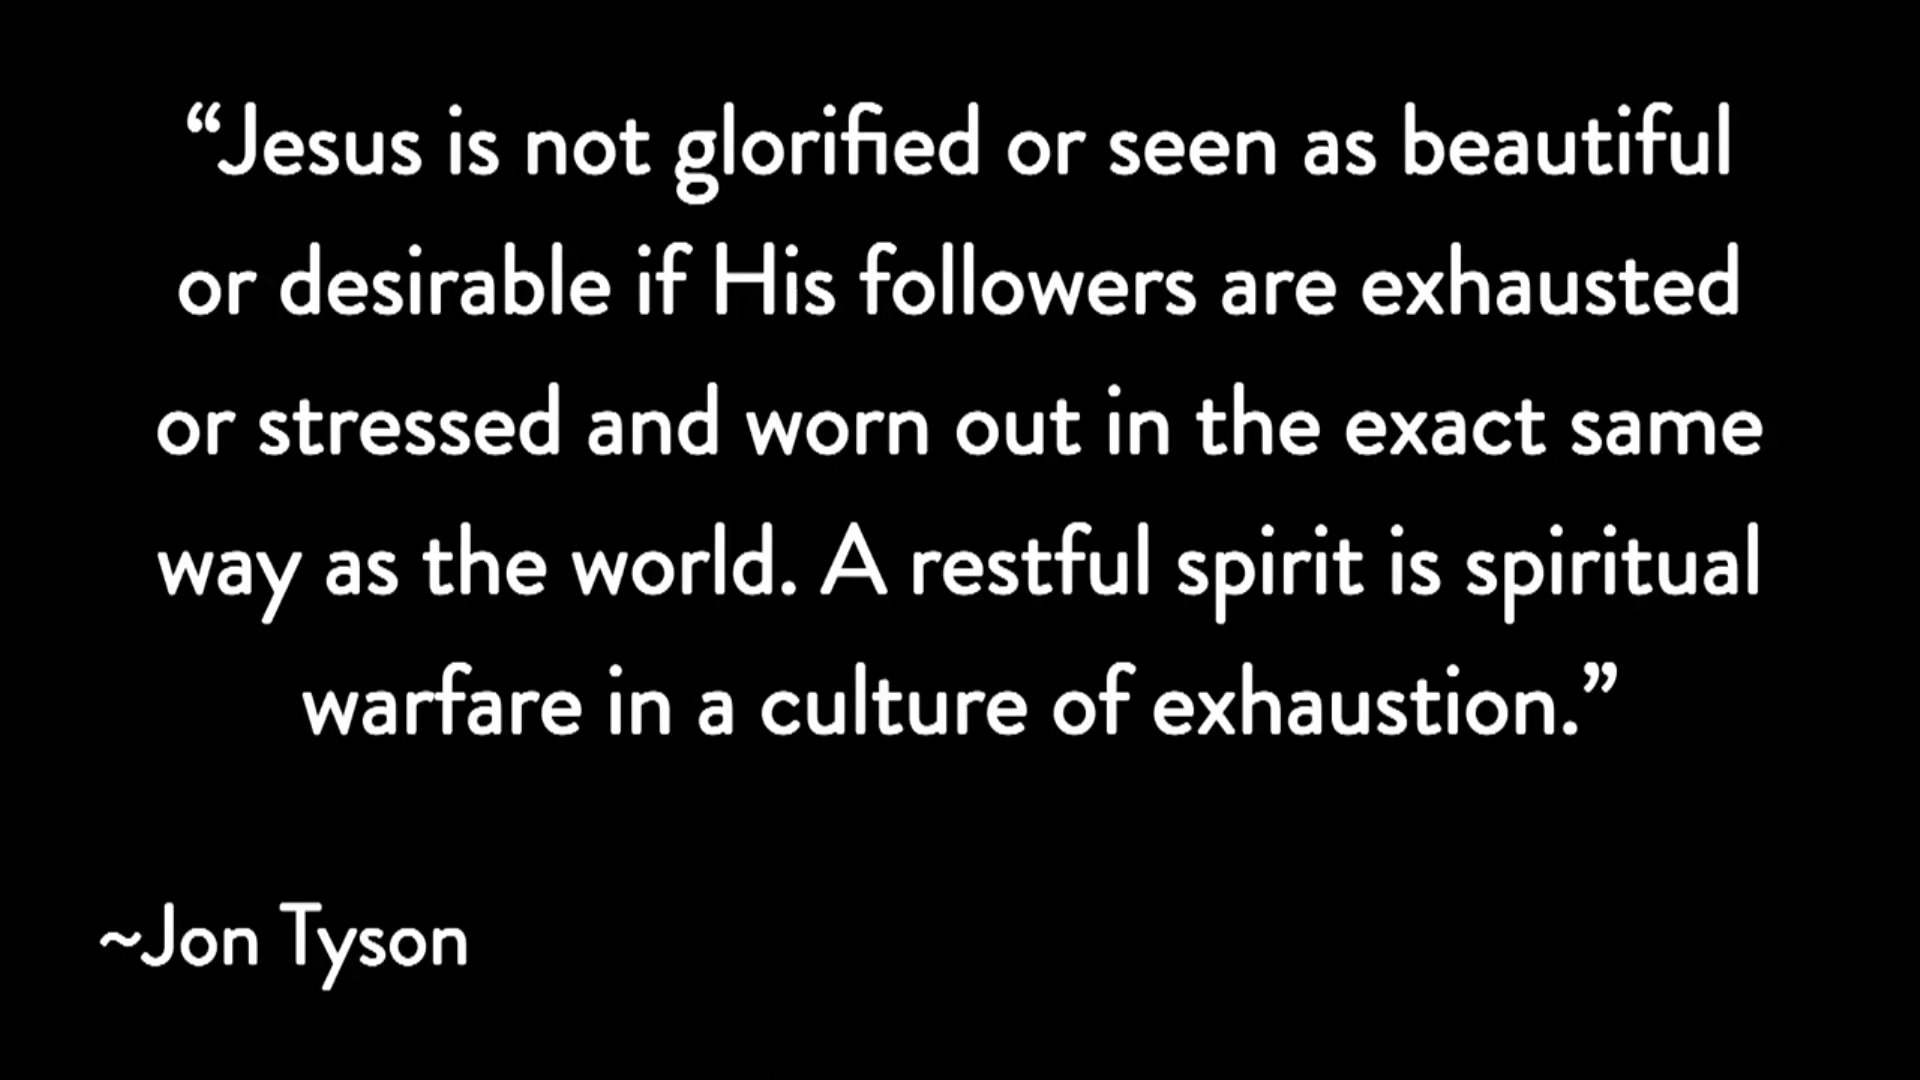 “Jesus is not glorified or seen as beautiful
or desirable if His followers are exhausted
or stressed and worn out in the exact same
way as the world. A restful spirit is spiritual
warfare in a culture of exhaustion.”
~Jon Tyson